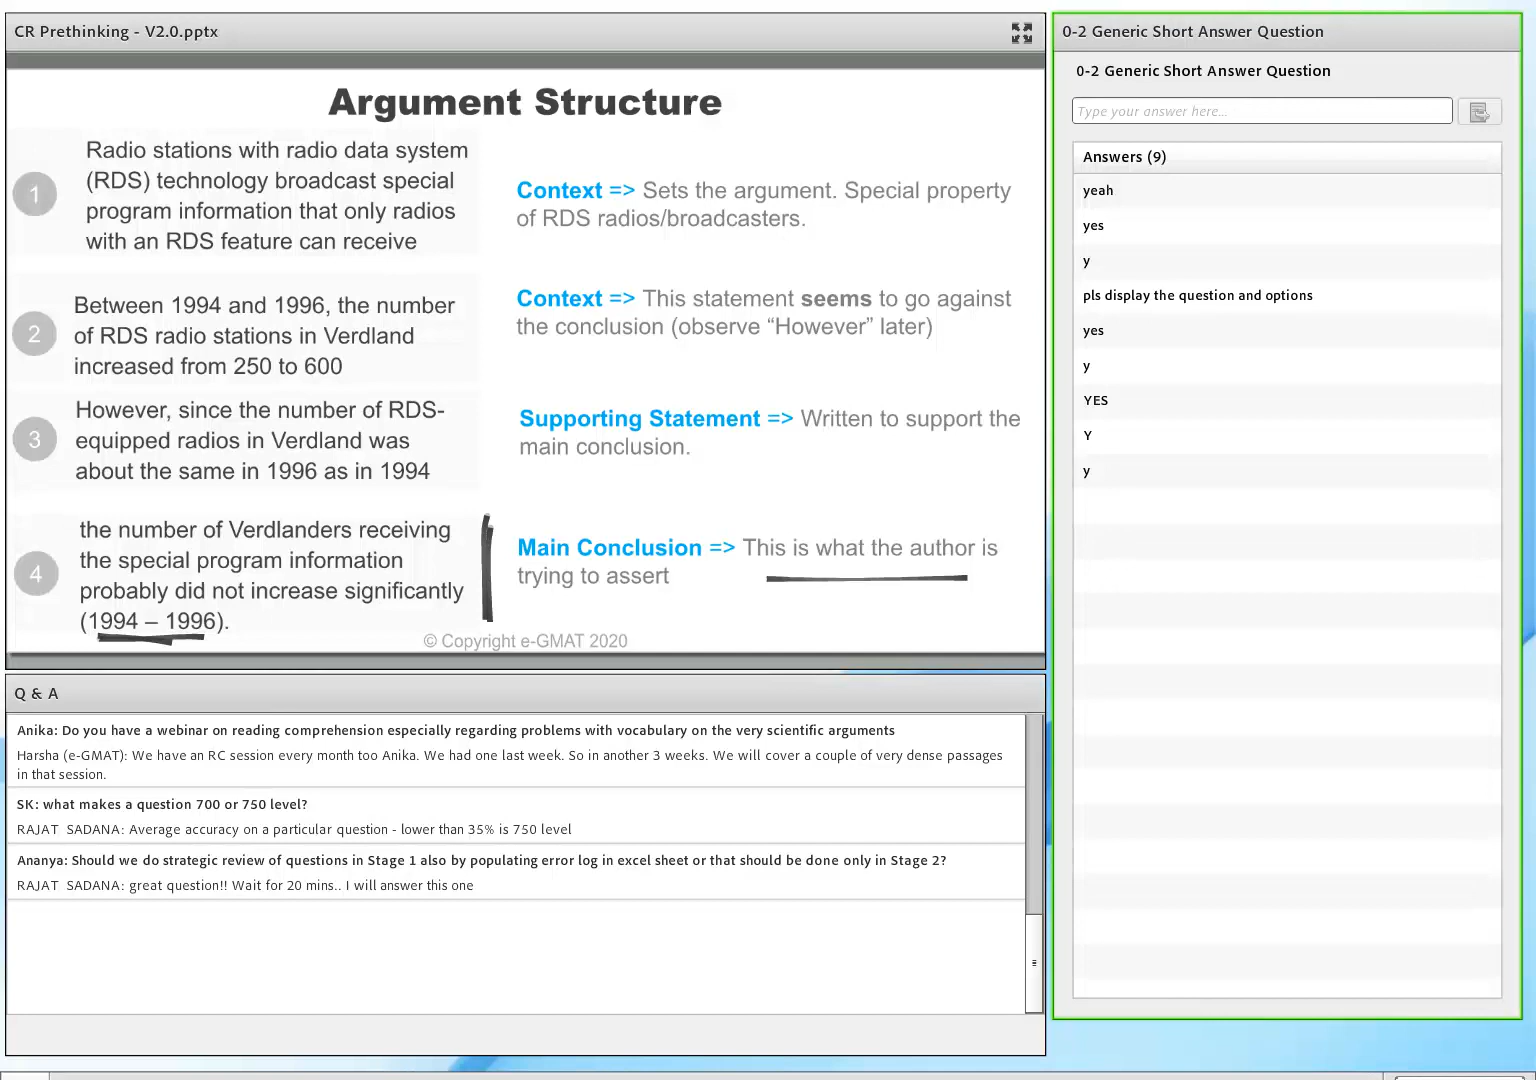 CR Prethinking - V2.0.pptx
Argument Structure
1
Radio stations with radio data system
(RDS) technology broadcast special
program information that only radios
with an RDS feature can receive
Context => Sets the argument. Special property
of RDS radios/broadcasters.
2
Between 1994 and 1996, the number
of RDS radio stations in Verdland
increased from 250 to 600
Context => This statement seems to go against
the conclusion (observe “However” later)
3
However, since the number of RDS-
equipped radios in Verdland was
about the same in 1996 as in 1994
Supporting Statement => Written to support the
main conclusion.
4
the number of Verdlanders receiving
the special program information
probably did not increase significantly
(1994 – 1996).
Main Conclusion => This is what the author is
trying to assert
© Copyright e-GMAT 2020
Q & A
Anika: Do you have a webinar on reading comprehension especially regarding problems with vocabulary on the very scientific arguments
Harsha (e-GMAT): We have an RC session every month too Anika. We had one last week. So in another 3 weeks. We will cover a couple of very dense passages
in that session.
SK: what makes a question 700 or 750 level?
RAJAT SADANA: Average accuracy on a particular question - lower than 35% is 750 level
Ananya: Should we do strategic review of questions in Stage 1 also by populating error log in excel sheet or that should be done only in Stage 2?
RAJAT SADANA: great question!! Wait for 20 mins.. I will answer this one
0-2 Generic Short Answer Question
0-2 Generic Short Answer Question
Type your answer here...
Answers (9)
yeah
yes
y
pls display the question and options
yes
y
YES
Y
y